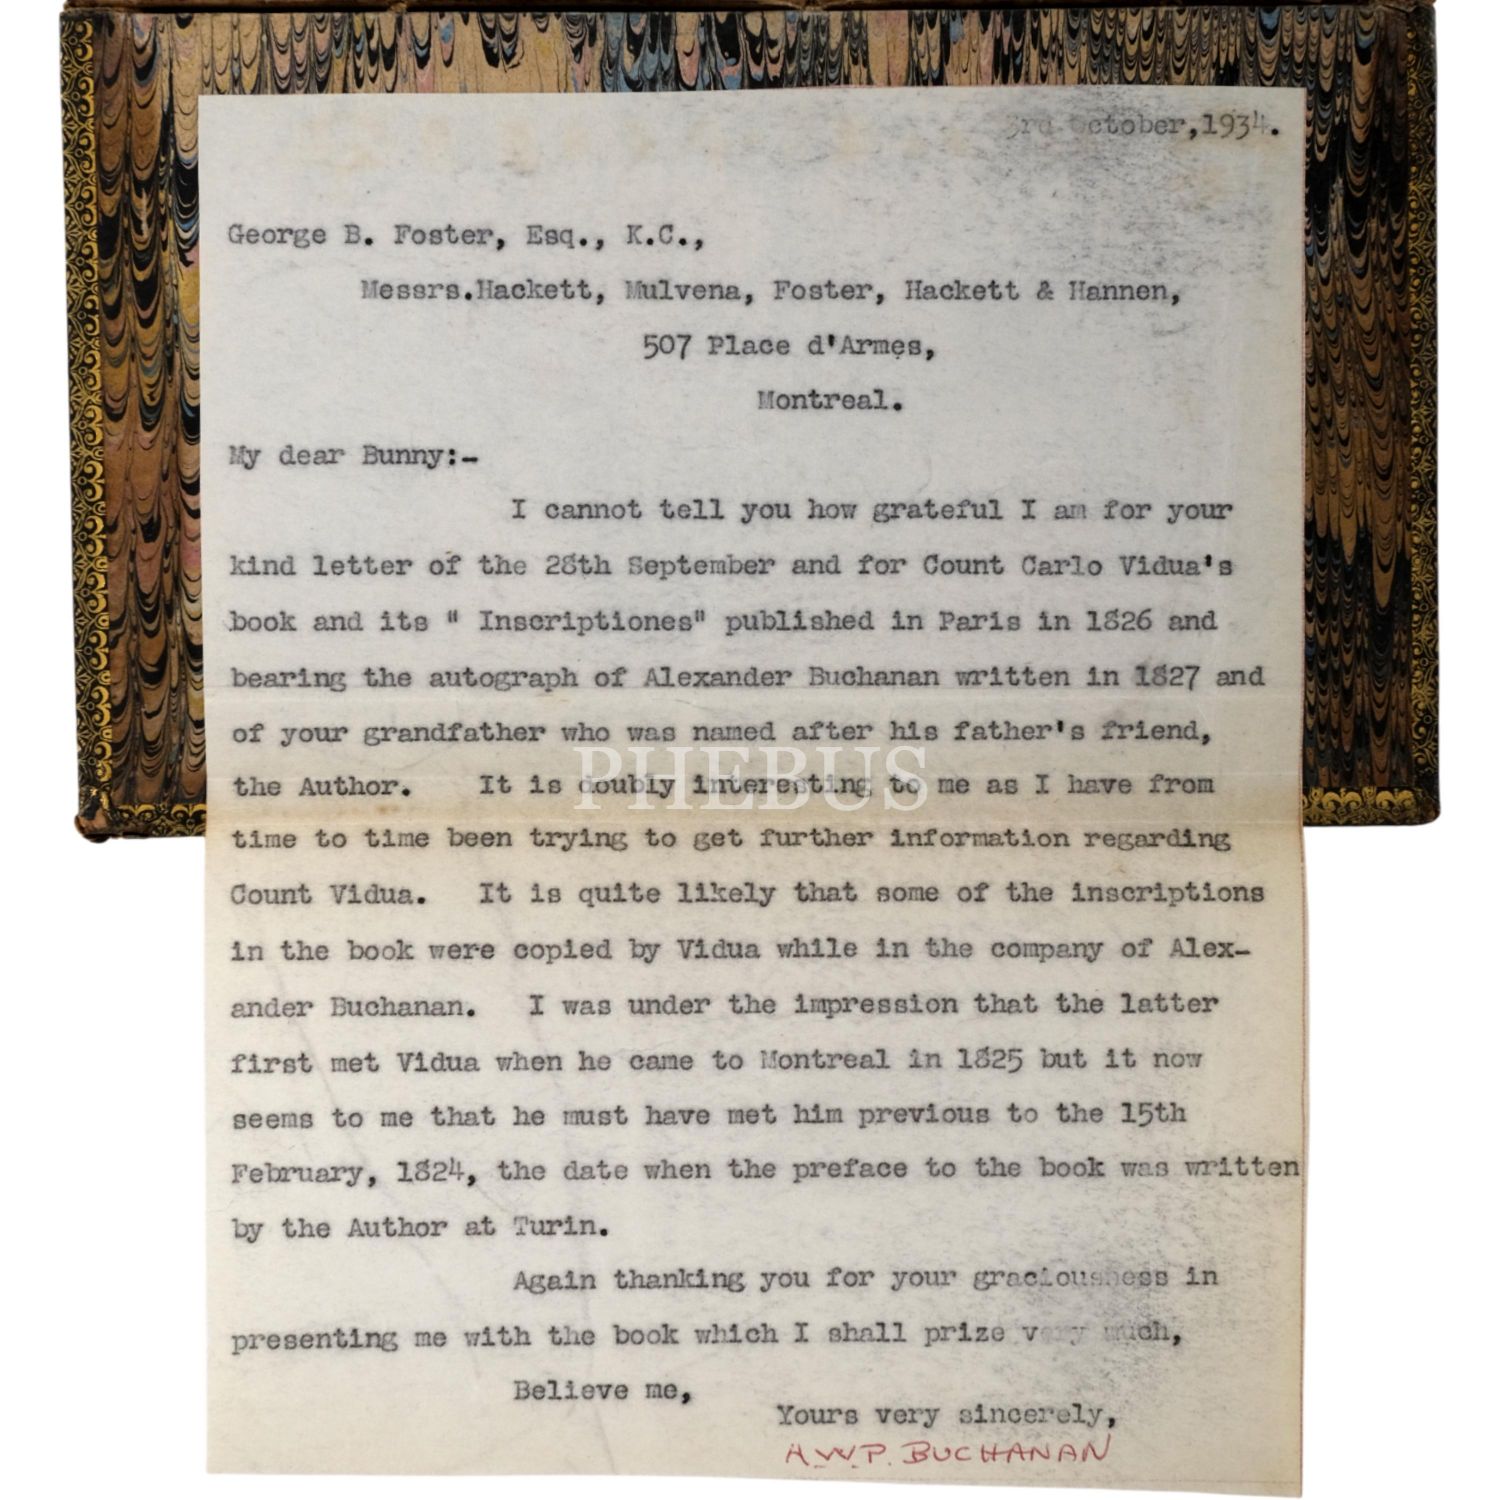 3rd October,1934.
George B. Foster, Esq., K.C.,
Messrs.Hackett, Mulvena, Foster, Hackett & Hannen,
507 Place d'Armes,
Montreal.
My dear Bunny:-
I cannot tell you how grateful I am for your
kind letter of the 28th September and for Count Carlo Vidua's
book and its " Inscriptiones" published in Paris in 1826 and
bearing the autograph of Alexander Buchanan written in 1827 and
of your grandfather who was named after his father's friend,
PHEBUS
the Author. It is doubly interesting to me as I have from
time to time been trying to get further information regarding
Count Vidua. It is quite likely that some of the inscriptions
in the book were copied by Vidua while in the company of Alex-
ander Buchanan. I was under the impression that the latter
first met Vidua when he came to Montreal in 1825 but it now
seems to me that he must have met him previous to the 15th
February, 1824, the date when the preface to the book was written
by the Author at Turin.
Again thanking you for your graciousness in
presenting me with the book which I shall prize very much,
Believe me,
Yours very sincerely,
A.W.P. BUCHANAN